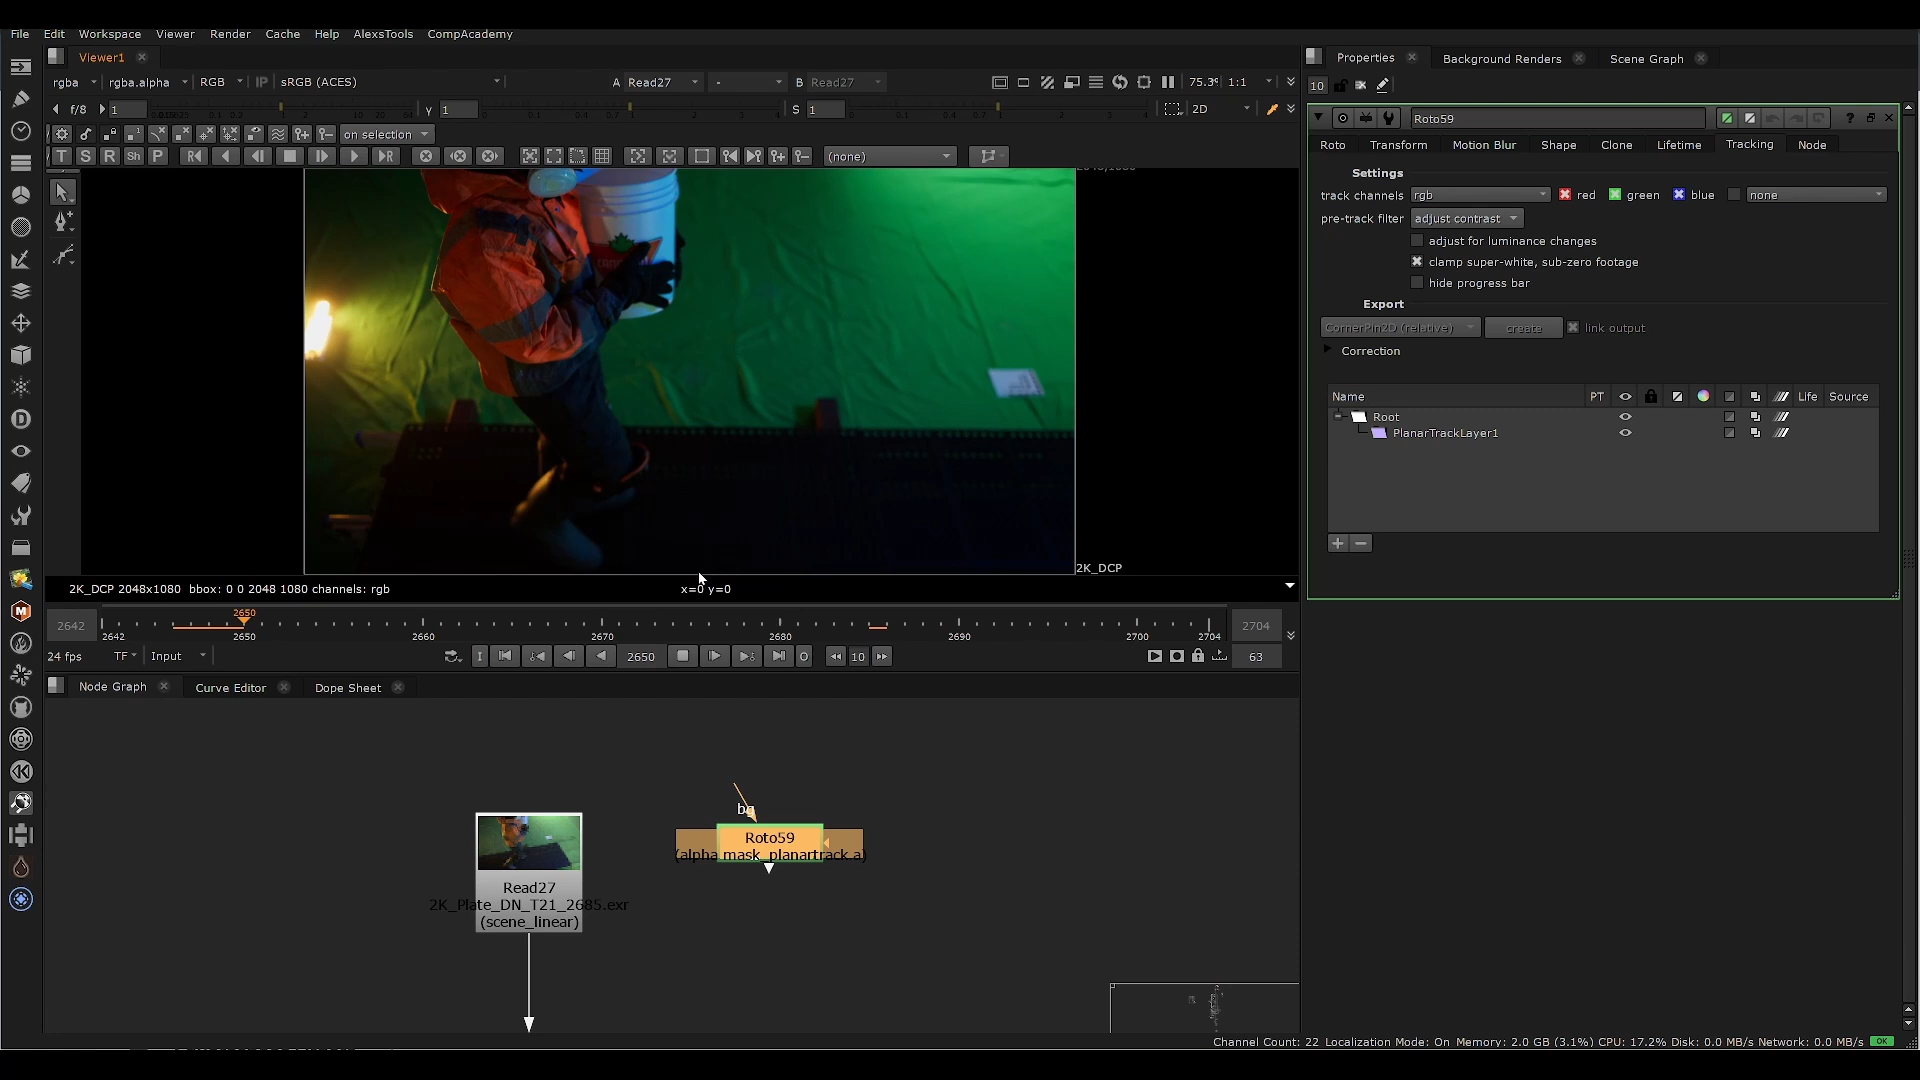 File Edit Workspace Viewer Render Cache Help AlexsTools CompAcademy
Viewer1
rgba rgba.alpha RGB IP sRGB (ACES) A Read27 - B Read27 75.3% 1:1
f/8 1 Y 1 S 1 2D
on selection
T S R Sh P (none)
2K_DCP
2K_DCP 2048x1080 bbox: 0 0 2048 1080 channels: rgb x=0 y=0
2650
2642 2642 2650 2660 2670 2680 2690 2700 2704 2704
24 fps TF Input I 2650 O 10 63
Node Graph Curve Editor Dope Sheet
bg
Roto59
(alpha mask_planartrack.a)
Read27
2K_Plate_DN_T21_2685.exr
(scene_linear)
Properties Background Renders Scene Graph
10
Roto59
Roto Transform Motion Blur Shape Clone Lifetime Tracking Node
Settings
track channels rgb red green blue none
pre-track filter adjust contrast
adjust for luminance changes
clamp super-white, sub-zero footage
hide progress bar
Export
CornerPin2D (relative) create link output
Correction
Name PT Life Source
Root
PlanarTrackLayer1
Channel Count: 22 Localization Mode: On Memory: 2.0 GB (3.1%) CPU: 17.2% Disk: 0.0 MB/s Network: 0.0 MB/s OK